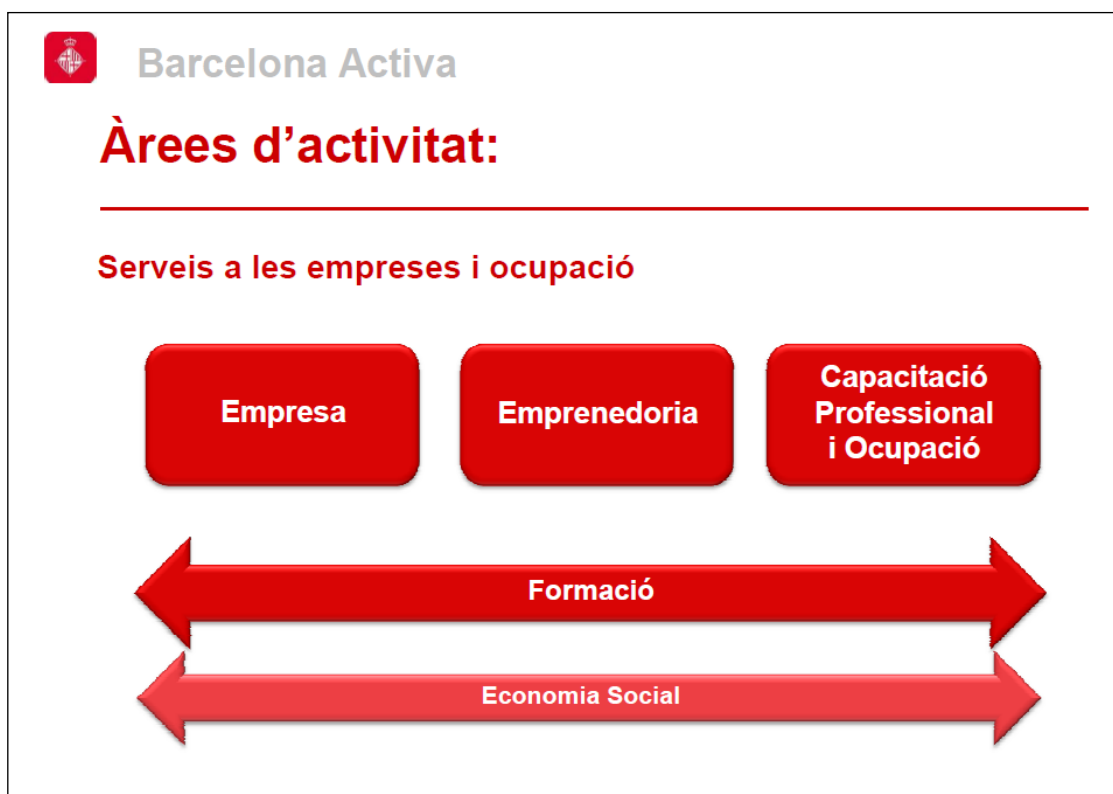 Barcelona Activa
Àrees d’activitat:
Serveis a les empreses i ocupació
Empresa
Emprenedoria
Capacitació
Professional
i Ocupació
Formació
Economia Social